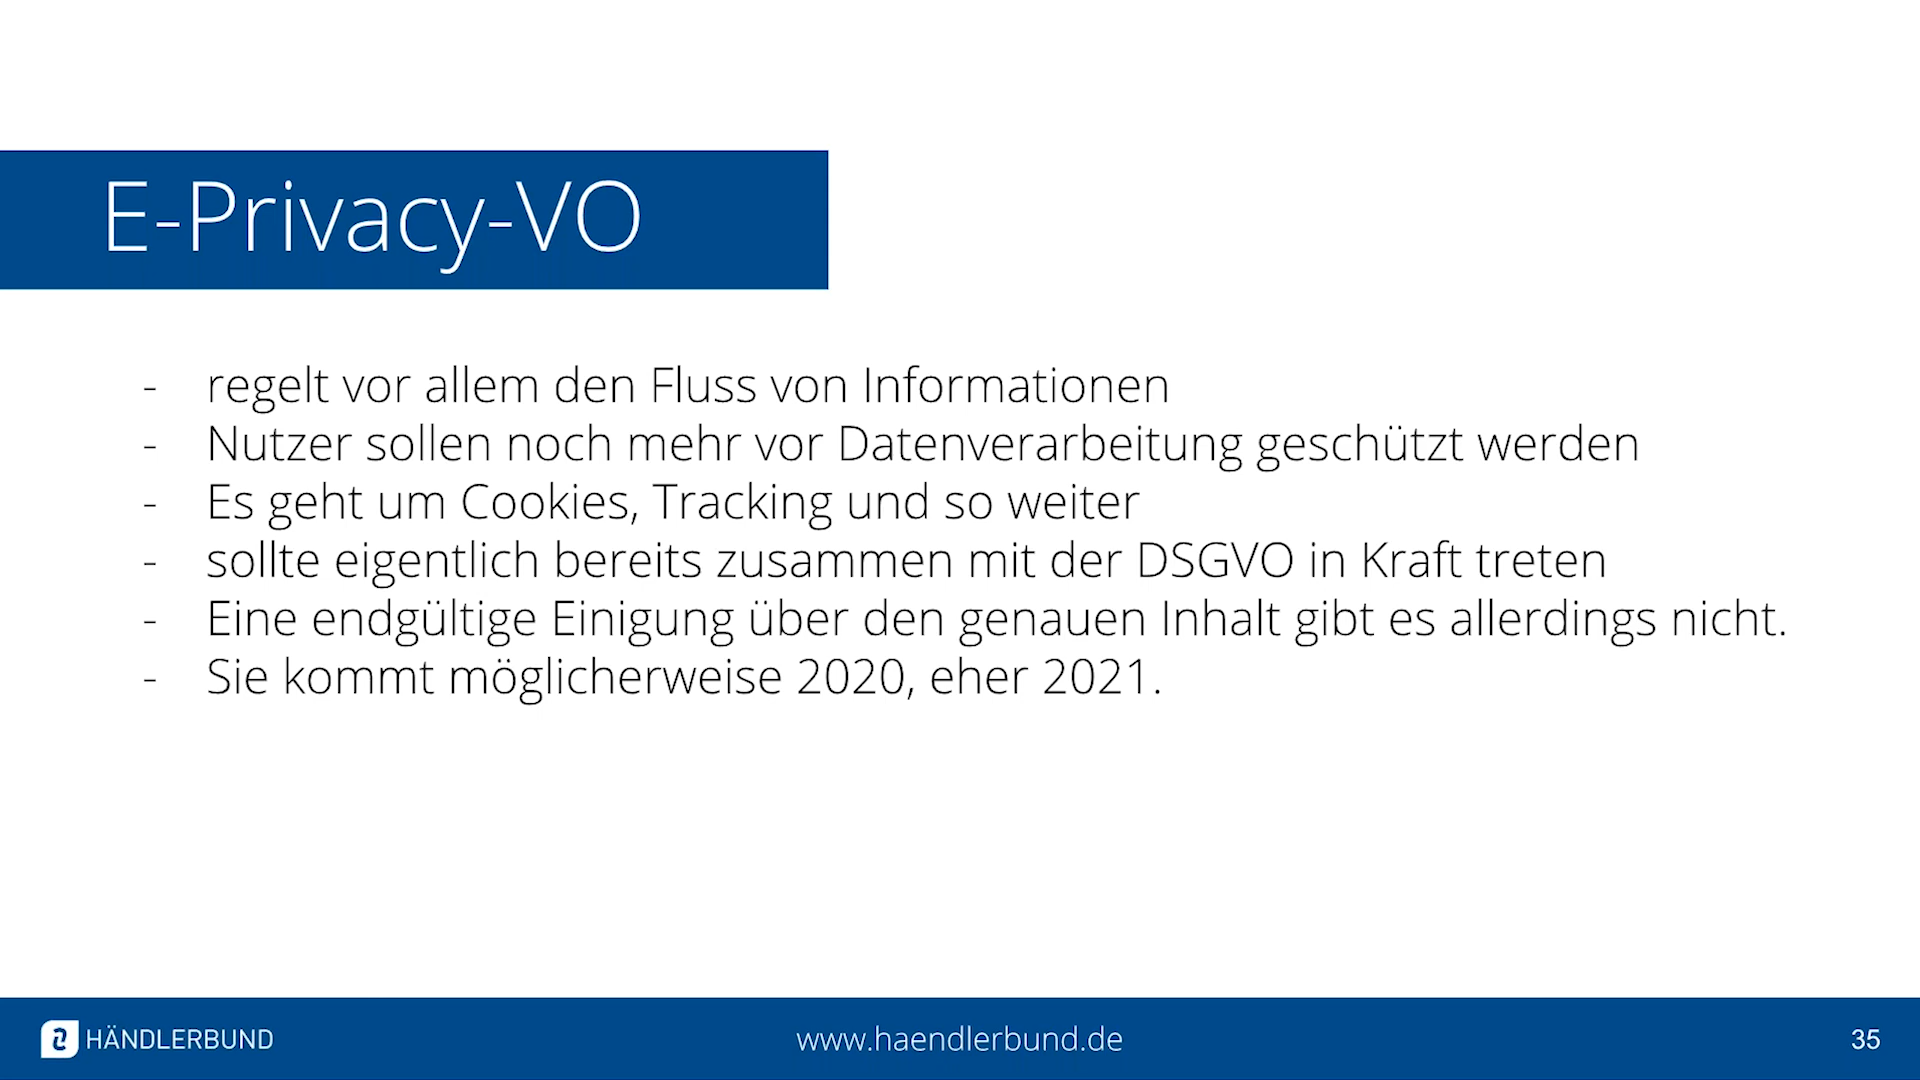 E-Privacy-VO
- regelt vor allem den Fluss von Informationen
- Nutzer sollen noch mehr vor Datenverarbeitung geschützt werden
- Es geht um Cookies, Tracking und so weiter
- sollte eigentlich bereits zusammen mit der DSGVO in Kraft treten
- Eine endgültige Einigung über den genauen Inhalt gibt es allerdings nicht.
- Sie kommt möglicherweise 2020, eher 2021.
HÄNDLERBUND
www.haendlerbund.de
35